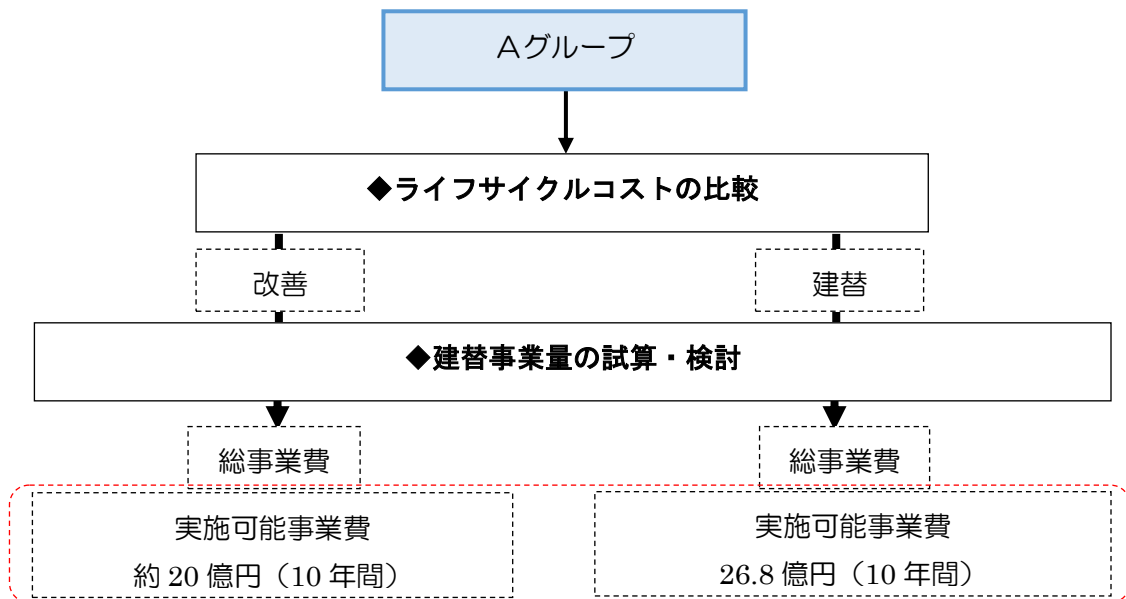 Aグループ
◆ライフサイクルコストの比較
改善
建替
◆建替事業量の試算・検討
総事業費
総事業費
実施可能事業費
約 20 億円（10 年間）
実施可能事業費
26.8 億円（10 年間）